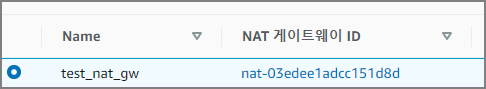 Name NAT 게이트웨이 ID
test_nat_gw nat-03edee1adcc151d8d